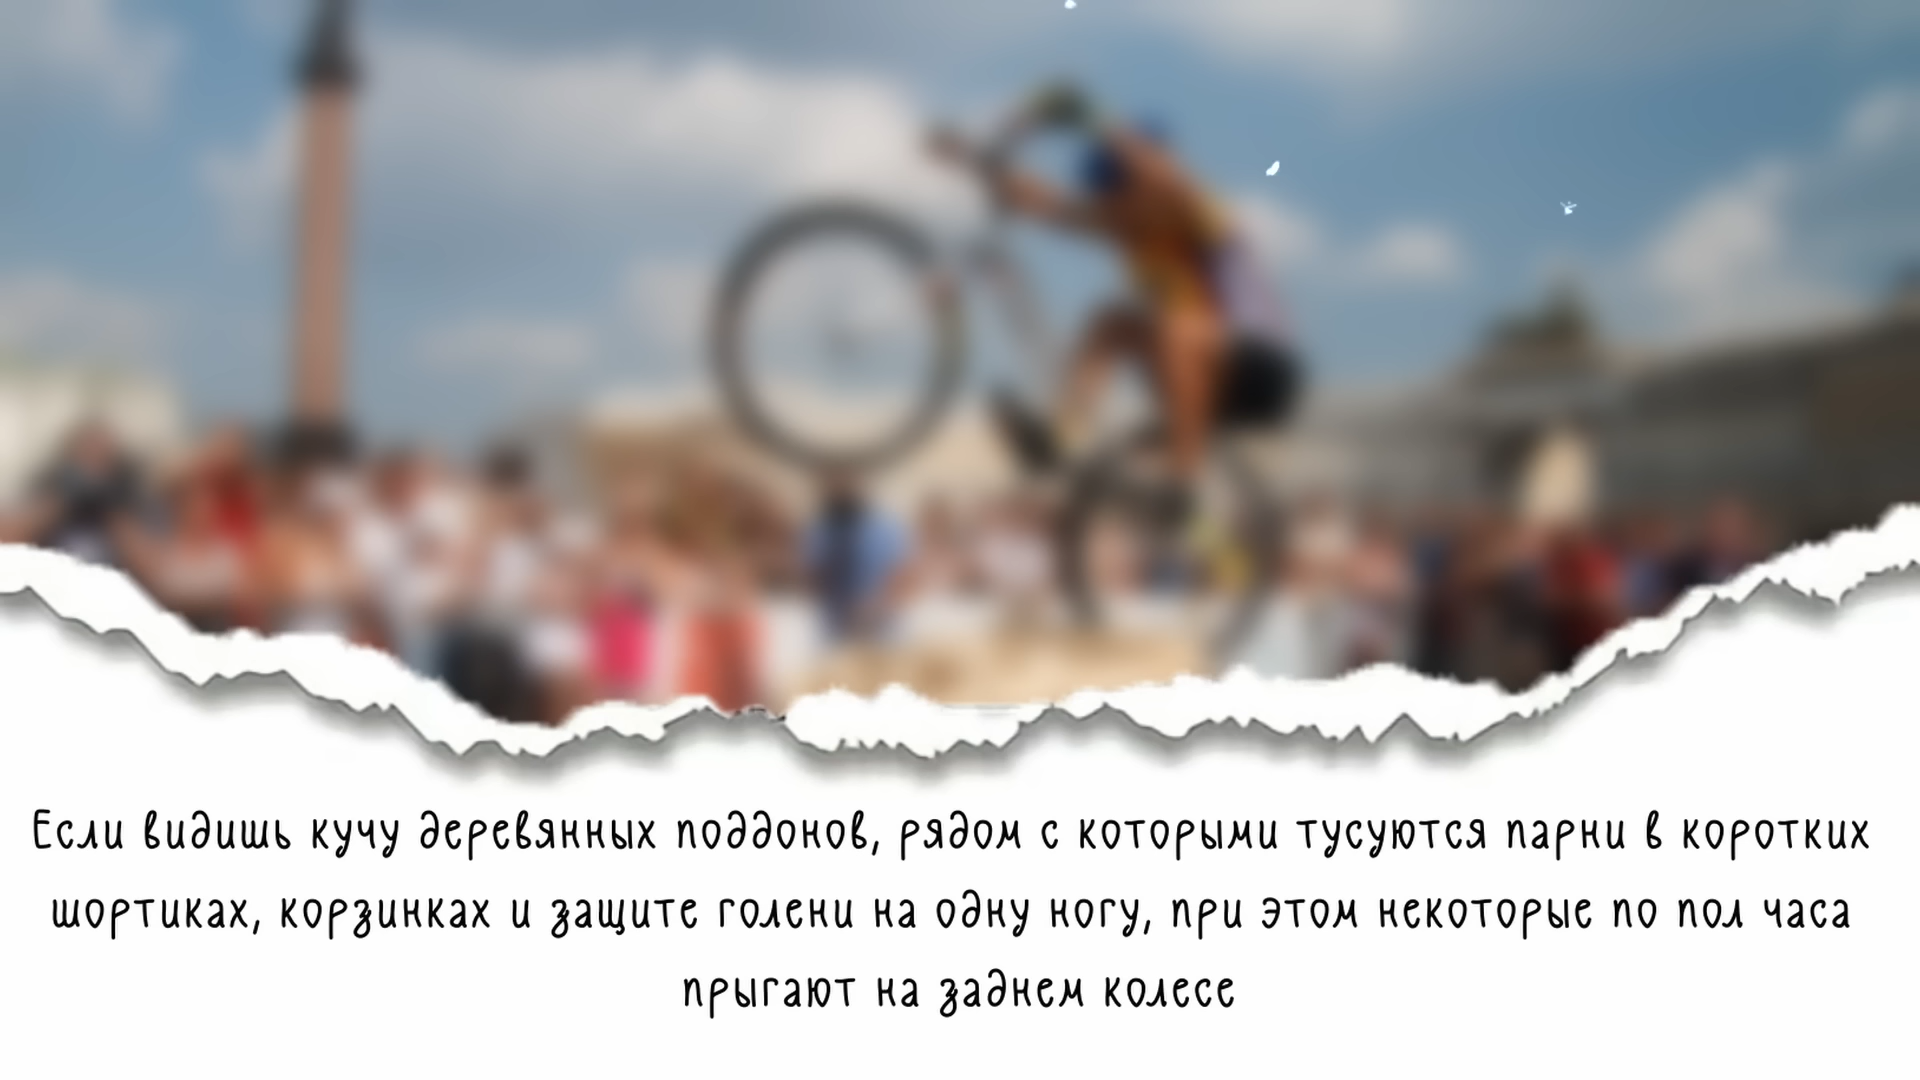 Если видишь кучу деревянных поддонов, рядом с которыми тусуются парни в коротких
шортиках, корзинках и защите голени на одну ногу, при этом некоторые по пол часа
прыгают на заднем колесе